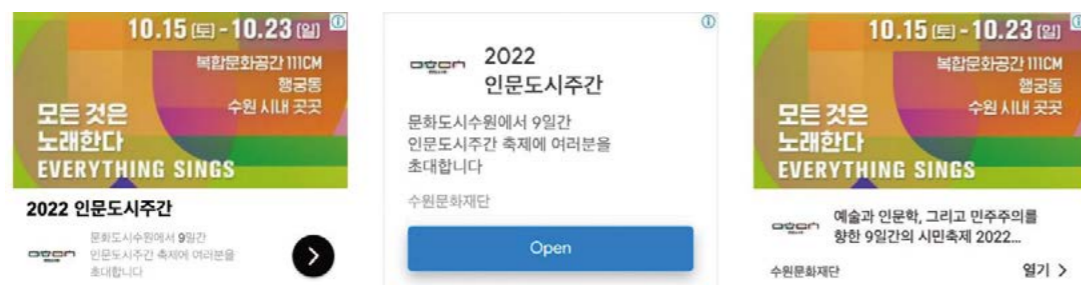 10.15 (토) - 10.23 (일)
복합문화공간 111CM
행궁동
수원 시내 곳곳
모든 것은
노래한다
EVERYTHING SINGS
2022 인문도시주간
문화도시수원에서 9일간
인문도시주간 축제에 여러분을
초대합니다
2022
인문도시주간
문화도시수원에서 9일간
인문도시주간 축제에 여러분을
초대합니다
수원문화재단
Open
10.15 (토) - 10.23 (일)
복합문화공간 111CM
행궁동
수원 시내 곳곳
모든 것은
노래한다
EVERYTHING SINGS
예술과 인문학, 그리고 민주주의를
향한 9일간의 시민축제 2022...
수원문화재단
열기